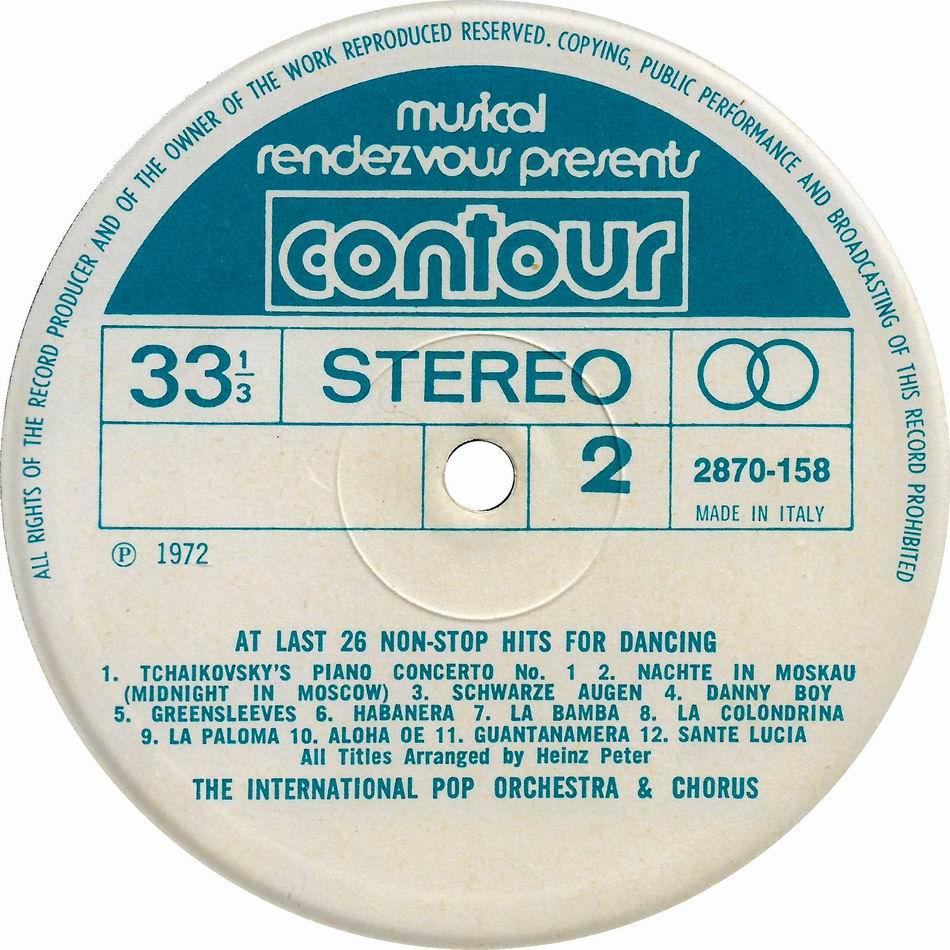 ALL RIGHTS OF THE RECORD PRODUCER AND OF THE OWNER OF THE WORK REPRODUCED RESERVED. COPYING, PUBLIC PERFORMANCE AND BROADCASTING OF THIS RECORD PROHIBITED
musical
rendezvous presents
contour
33 1/3 STEREO
2 2870-158
MADE IN ITALY
℗ 1972
AT LAST 26 NON-STOP HITS FOR DANCING
1. TCHAIKOVSKY'S PIANO CONCERTO No. 1 2. NACHTE IN MOSKAU
(MIDNIGHT IN MOSCOW) 3. SCHWARZE AUGEN 4. DANNY BOY
5. GREENSLEEVES 6. HABANERA 7. LA BAMBA 8. LA COLONDRINA
9. LA PALOMA 10. ALOHA OE 11. GUANTANAMERA 12. SANTE LUCIA
All Titles Arranged by Heinz Peter
THE INTERNATIONAL POP ORCHESTRA & CHORUS